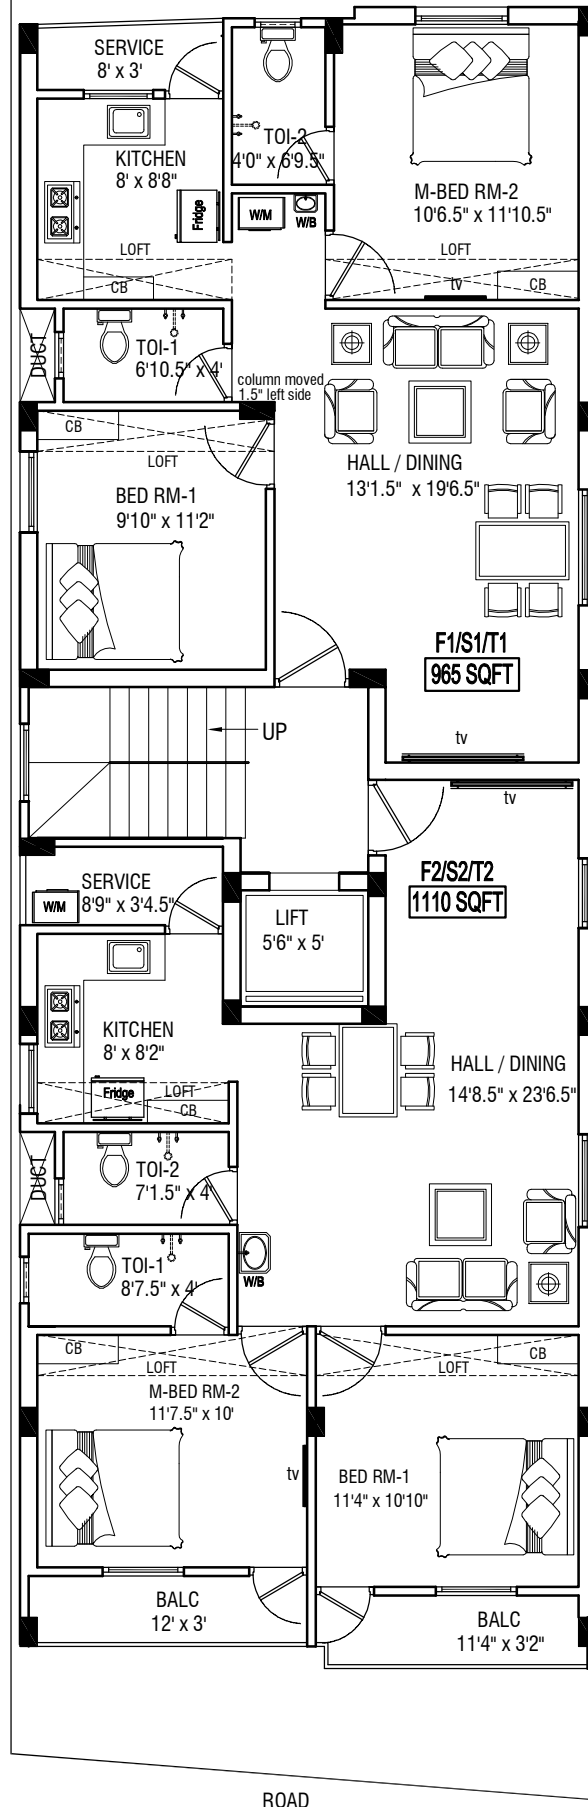 SERVICE
8' x 3'
TOI-2
4'0" x 6'9.5"
KITCHEN
8' x 8'8"
Fridge
W/M
W/B
M-BED RM-2
10'6.5" x 11'10.5"
LOFT
CB
LOFT
tv
CB
DUCT
TOI-1
6'10.5" x 4'
column moved
1.5" left side
CB
LOFT
BED RM-1
9'10" x 11'2"
HALL / DINING
13'1.5" x 19'6.5"
F1/S1/T1
965 SQFT
UP
tv
tv
F2/S2/T2
1110 SQFT
SERVICE
8'9" x 3'4.5"
W/M
LIFT
5'6" x 5'
KITCHEN
8' x 8'2"
Fridge
LOFT
CB
HALL / DINING
14'8.5" x 23'6.5"
DUCT
TOI-2
7'1.5" x 4'
TOI-1
8'7.5" x 4'
W/B
CB
LOFT
M-BED RM-2
11'7.5" x 10'
tv
LOFT
CB
BED RM-1
11'4" x 10'10"
BALC
12' x 3'
BALC
11'4" x 3'2"
ROAD